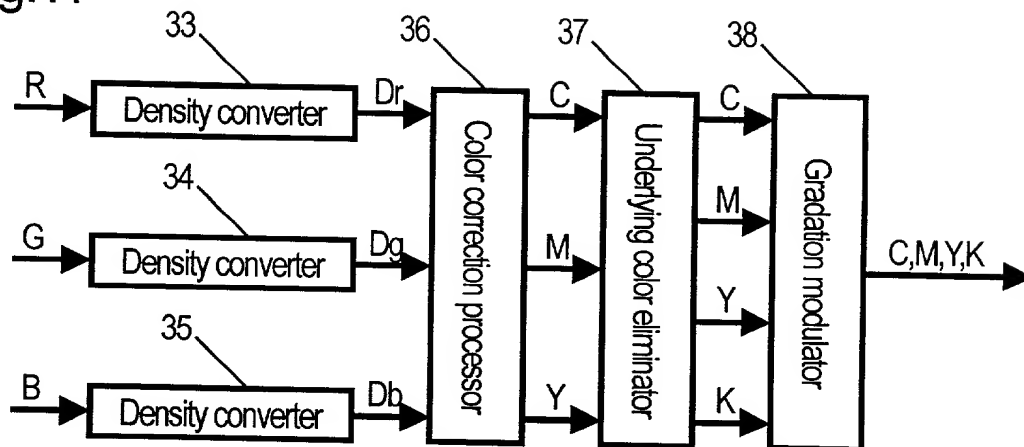 33
36
37
38
R
Density converter
Dr
C
C
34
Color correction processor
Underlying color eliminator
M
Gradation modulator
G
Density converter
Dg
M
C,M,Y,K
35
Y
B
Density converter
Db
Y
K